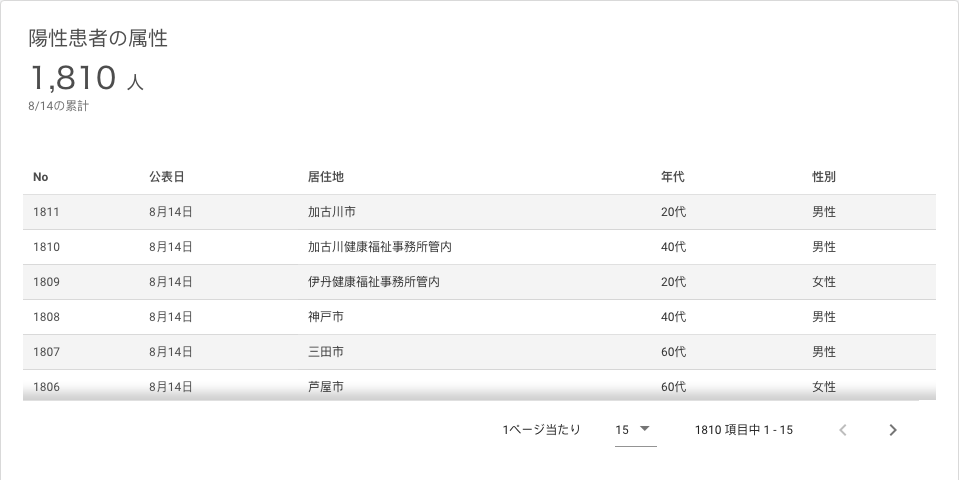 陽性患者の属性
1,810 人
8/14の累計
No 公表日 居住地 年代 性別
1811 8月14日 加古川市 20代 男性
1810 8月14日 加古川健康福祉事務所管内 40代 男性
1809 8月14日 伊丹健康福祉事務所管内 20代 女性
1808 8月14日 神戸市 40代 男性
1807 8月14日 三田市 60代 男性
1806 8月14日 芦屋市 60代 女性
1ページ当たり 15 1810 項目中 1 - 15